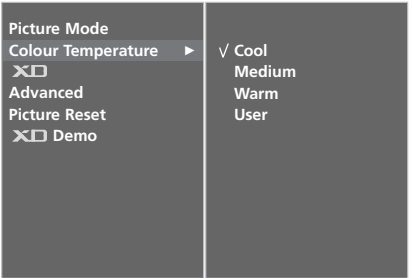 Picture Mode
Colour Temperature ►
XD
Advanced
Picture Reset
XD Demo
√ Cool
Medium
Warm
User